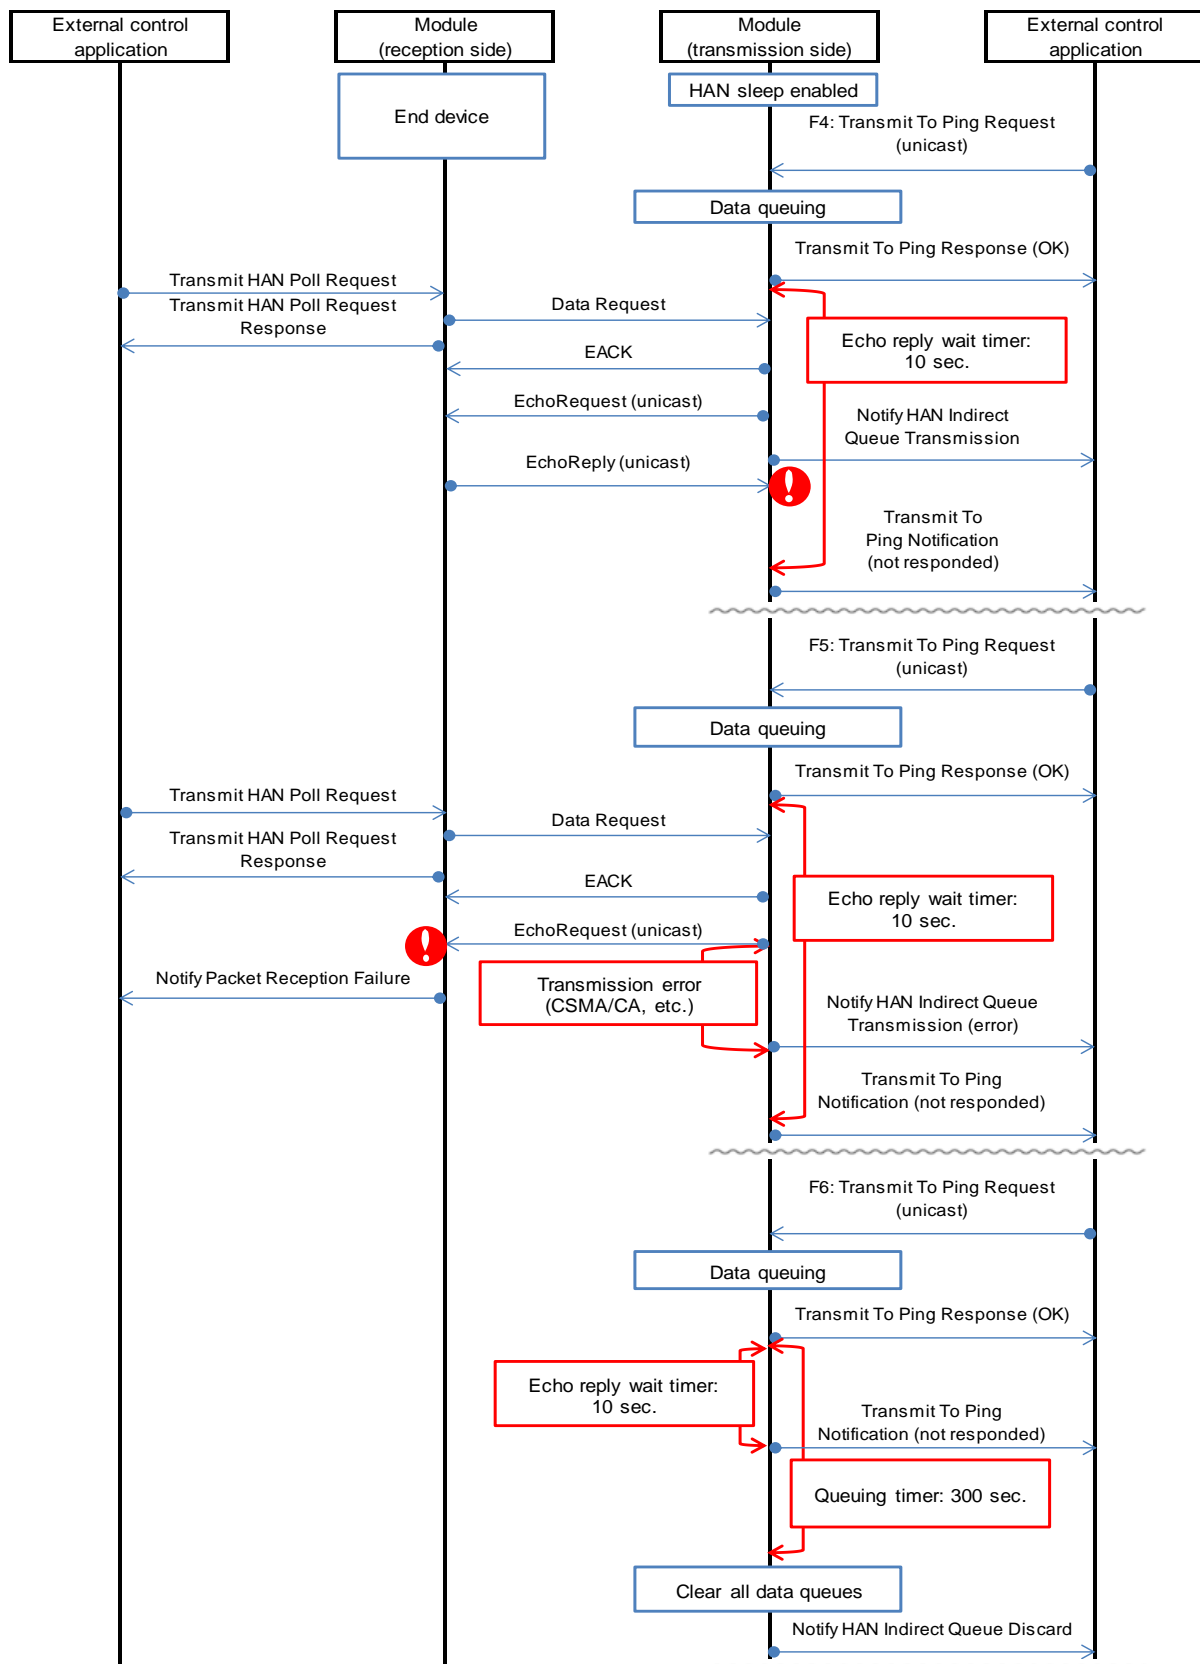 External control
application
Module
(reception side)
Module
(transmission side)
External control
application
End device
HAN sleep enabled
F4: Transmit To Ping Request
(unicast)
Data queuing
Transmit To Ping Response (OK)
Transmit HAN Poll Request
Transmit HAN Poll Request
Response
Data Request
Echo reply wait timer:
10 sec.
EACK
EchoRequest (unicast)
Notify HAN Indirect
Queue Transmission
EchoReply (unicast)
Transmit To
Ping Notification
(not responded)
F5: Transmit To Ping Request
(unicast)
Data queuing
Transmit To Ping Response (OK)
Transmit HAN Poll Request
Data Request
Transmit HAN Poll Request
Response
EACK
Echo reply wait timer:
10 sec.
EchoRequest (unicast)
Notify Packet Reception Failure
Transmission error
(CSMA/CA, etc.)
Notify HAN Indirect Queue
Transmission (error)
Transmit To Ping
Notification (not responded)
F6: Transmit To Ping Request
(unicast)
Data queuing
Transmit To Ping Response (OK)
Echo reply wait timer:
10 sec.
Transmit To Ping
Notification (not responded)
Queuing timer: 300 sec.
Clear all data queues
Notify HAN Indirect Queue Discard